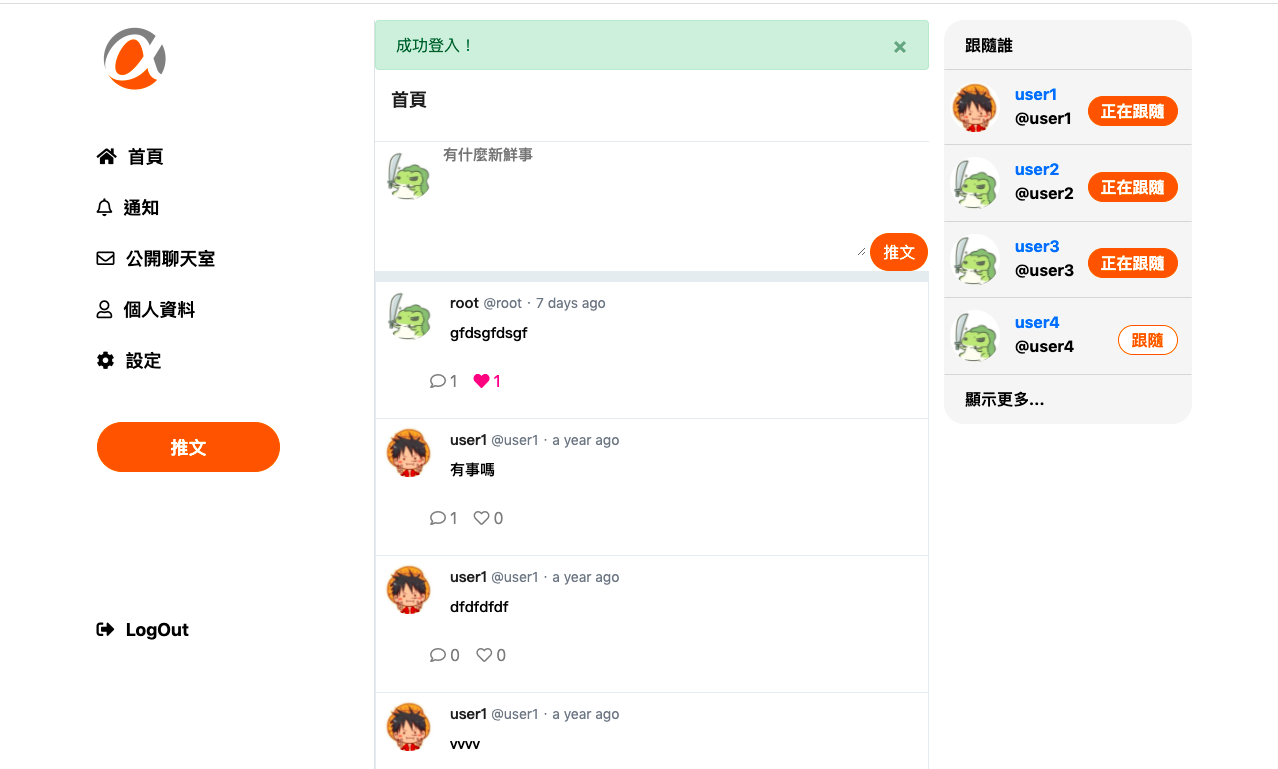 首頁
通知
公開聊天室
個人資料
設定
推文
LogOut
成功登入！
×
首頁
有什麼新鮮事
推文
root @root · 7 days ago
gfdsgfdsgf
1 1
user1 @user1 · a year ago
有事嗎
1 0
user1 @user1 · a year ago
dfdfdfdf
0 0
user1 @user1 · a year ago
vvvv
跟隨誰
user1
@user1
正在跟隨
user2
@user2
正在跟隨
user3
@user3
正在跟隨
user4
@user4
跟隨
顯示更多...